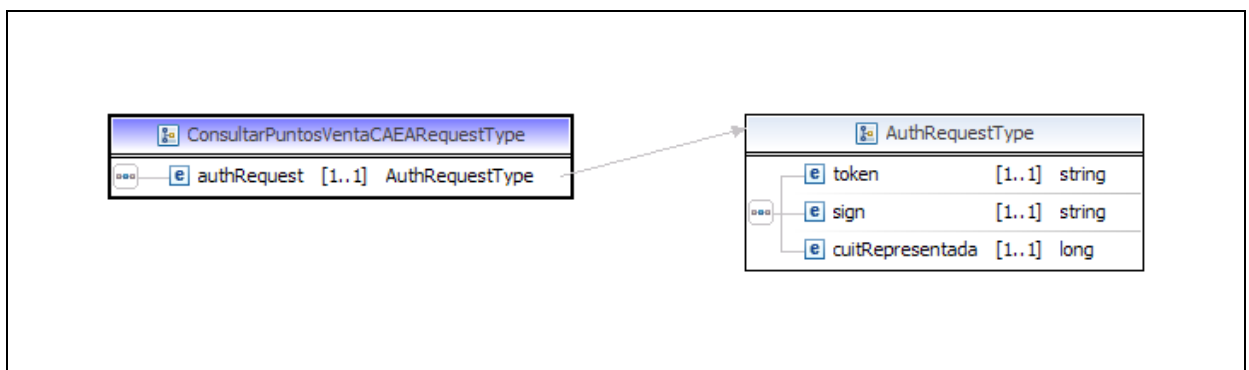 ConsultarPuntosVentaCAEARequestType
e authRequest [1..1] AuthRequestType
AuthRequestType
e token [1..1] string
e sign [1..1] string
e cuitRepresentada [1..1] long